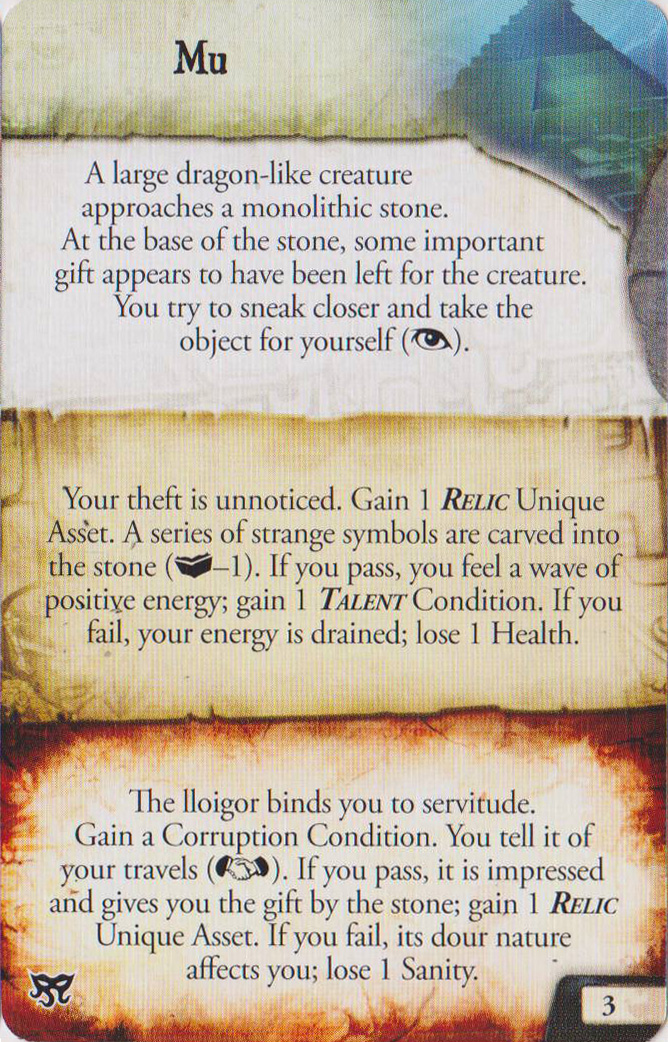 Mu
A large dragon-like creature
approaches a monolithic stone.
At the base of the stone, some important
gift appears to have been left for the creature.
You try to sneak closer and take the
object for yourself ( ).
Your theft is unnoticed. Gain 1 RELIC Unique
Asset. A series of strange symbols are carved into
the stone ( –1). If you pass, you feel a wave of
positive energy; gain 1 TALENT Condition. If you
fail, your energy is drained; lose 1 Health.
The lloigor binds you to servitude.
Gain a Corruption Condition. You tell it of
your travels ( ). If you pass, it is impressed
and gives you the gift by the stone; gain 1 RELIC
Unique Asset. If you fail, its dour nature
affects you; lose 1 Sanity.
3